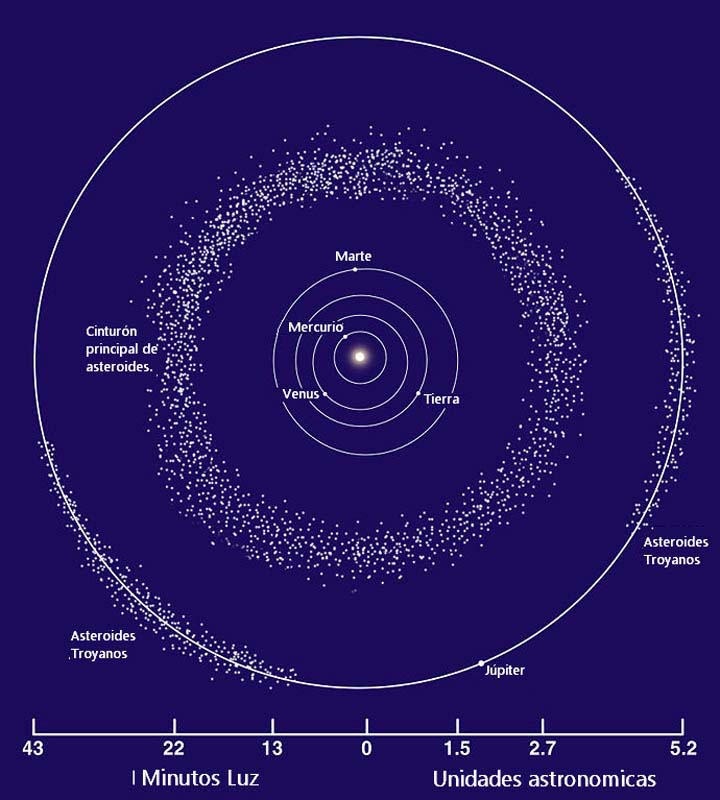 Marte
Mercurio
Cinturón
principal de
asteroides.
Venus
Tierra
Asteroides
Troyanos
Asteroides
.Troyanos
Júpiter
43 22 13 0 1.5 2.7 5.2
| Minutos Luz Unidades astronomicas